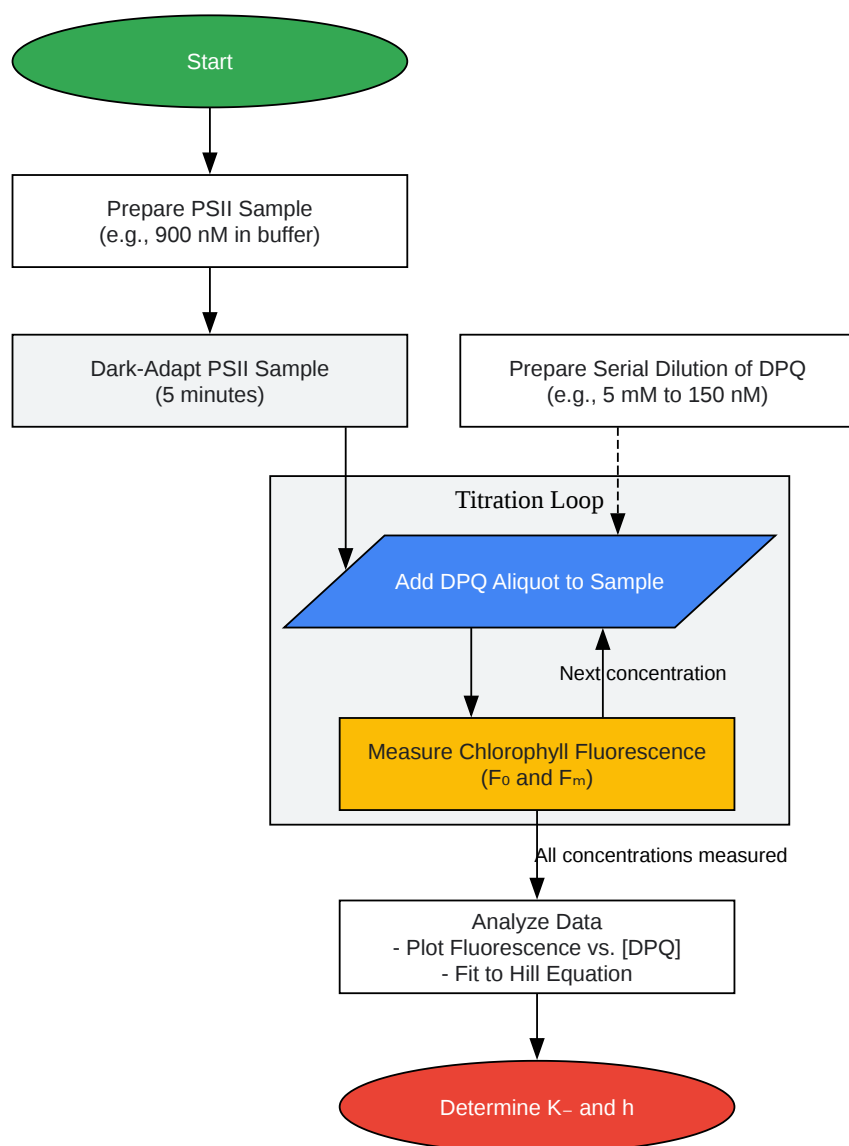 Start
Prepare PSII Sample
(e.g., 900 nM in buffer)
Dark-Adapt PSII Sample
(5 minutes)
Prepare Serial Dilution of DPQ
(e.g., 5 mM to 150 nM)
Titration Loop
Add DPQ Aliquot to Sample
Next concentration
Measure Chlorophyll Fluorescence
(F₀ and Fₘ)
All concentrations measured
Analyze Data
- Plot Fluorescence vs. [DPQ]
- Fit to Hill Equation
Determine K₋ and h